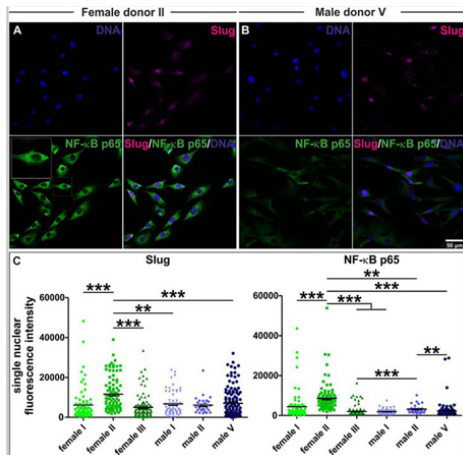 Female donor II
Male donor V
A
DNA
Slug
B
DNA
Slug
NF-κB p65
Slug/NF-κB p65/DNA
NF-κB p65
Slug/NF-κB p65/DNA
50 µm
C
Slug
NF-κB p65
single nuclear
fluorescence intensity
60000
40000
20000
0
***
**
***
***
female I
female II
female III
male I
male II
male V
60000
40000
20000
0
**
***
***
***
**
***
female I
female II
female III
male I
male II
male V